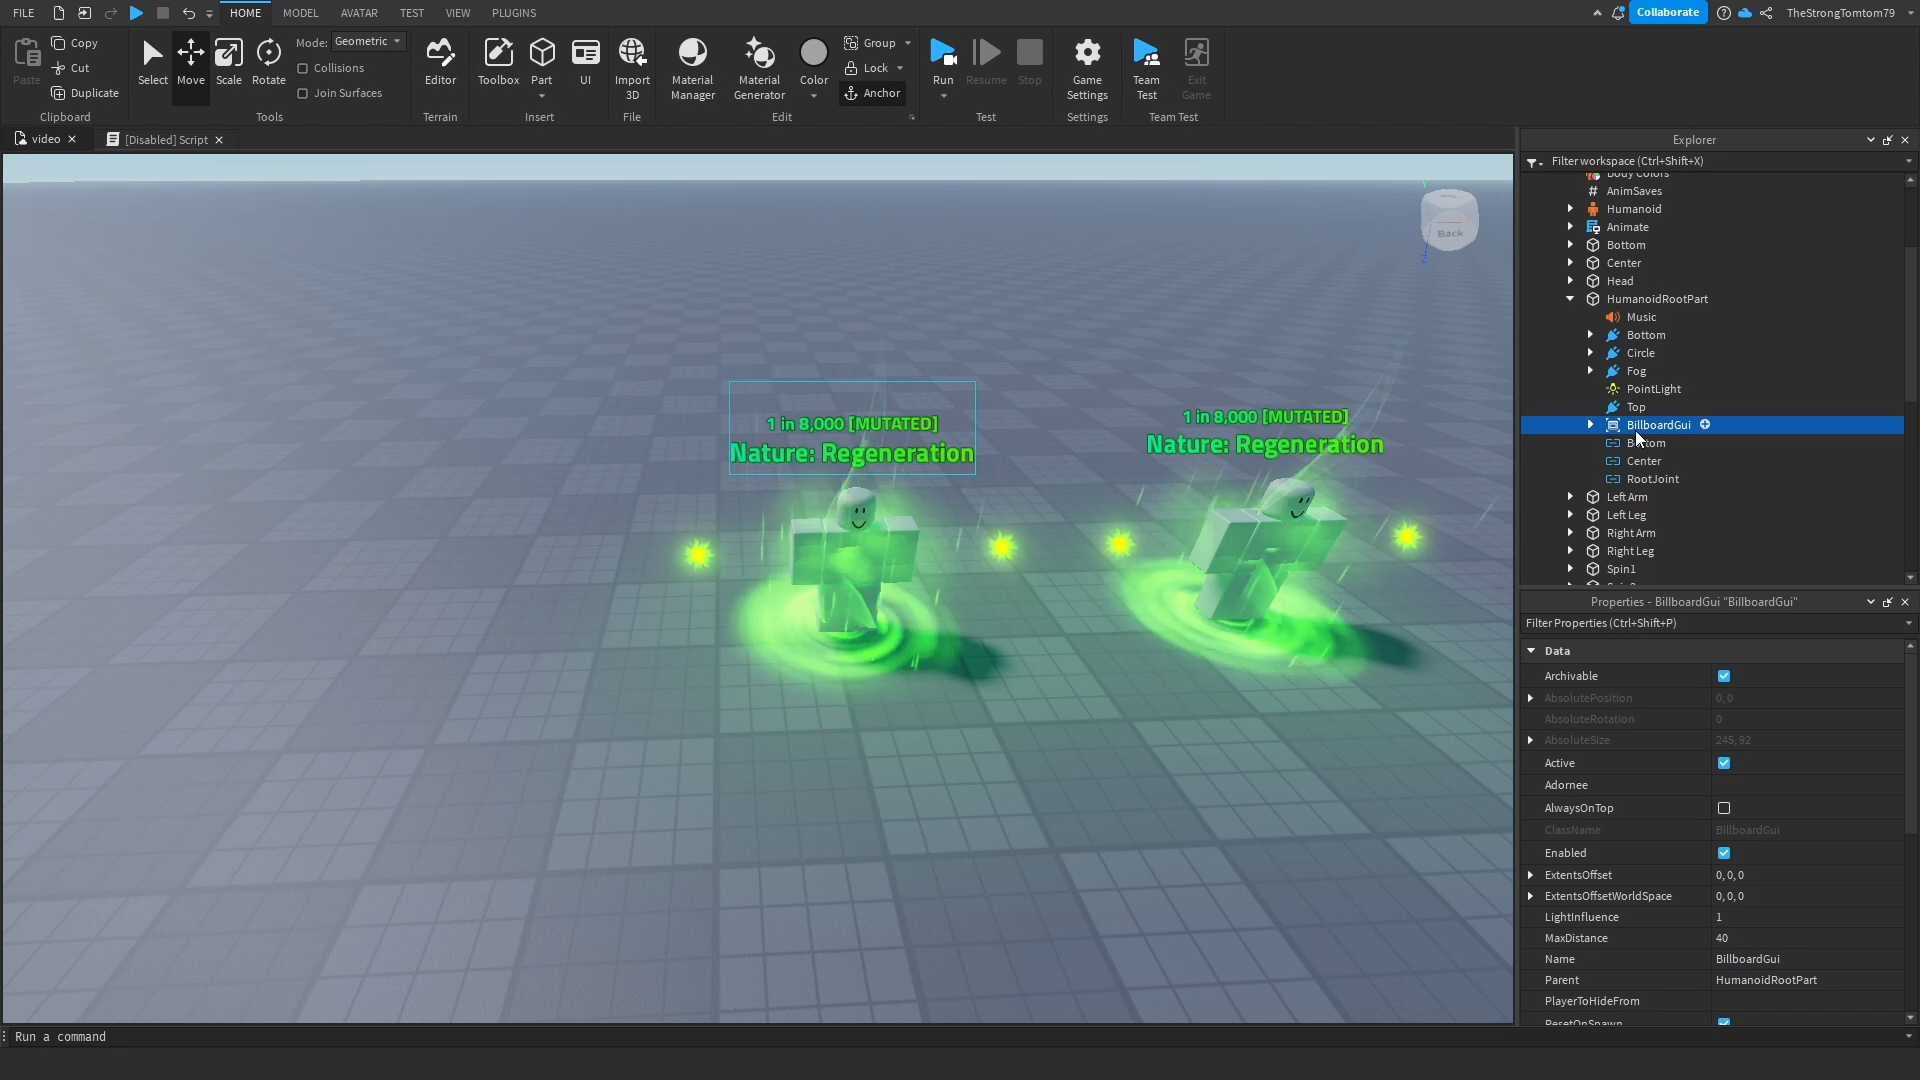 FILE
HOME
MODEL
AVATAR
TEST
VIEW
PLUGINS
Collaborate
TheStrongTomtom79
Paste
Copy
Cut
Duplicate
Clipboard
Select
Move
Scale
Rotate
Mode:
Geometric
Collisions
Join Surfaces
Tools
Editor
Terrain
Toolbox
Part
UI
Insert
Import
3D
File
Material
Manager
Material
Generator
Color
Group
Lock
Anchor
Edit
Run
Resume
Stop
Test
Game
Settings
Settings
Team
Test
Exit
Game
Team Test
video
[Disabled] Script
1 in 8,000 [MUTATED]
Nature: Regeneration
1 in 8,000 [MUTATED]
Nature: Regeneration
Back
Y
Z
Explorer
Filter workspace (Ctrl+Shift+X)
Body Colors
AnimSaves
Humanoid
Animate
Bottom
Center
Head
HumanoidRootPart
Music
Bottom
Circle
Fog
PointLight
Top
BillboardGui
Bottom
Center
RootJoint
Left Arm
Left Leg
Right Arm
Right Leg
Spin1
Properties - BillboardGui "BillboardGui"
Filter Properties (Ctrl+Shift+P)
Data
Archivable
AbsolutePosition 0, 0
AbsoluteRotation 0
AbsoluteSize 245, 92
Active
Adornee
AlwaysOnTop
ClassName BillboardGui
Enabled
ExtentsOffset 0, 0, 0
ExtentsOffsetWorldSpace 0, 0, 0
LightInfluence 1
MaxDistance 40
Name BillboardGui
Parent HumanoidRootPart
PlayerToHideFrom
ResetOnSpawn
Run a command